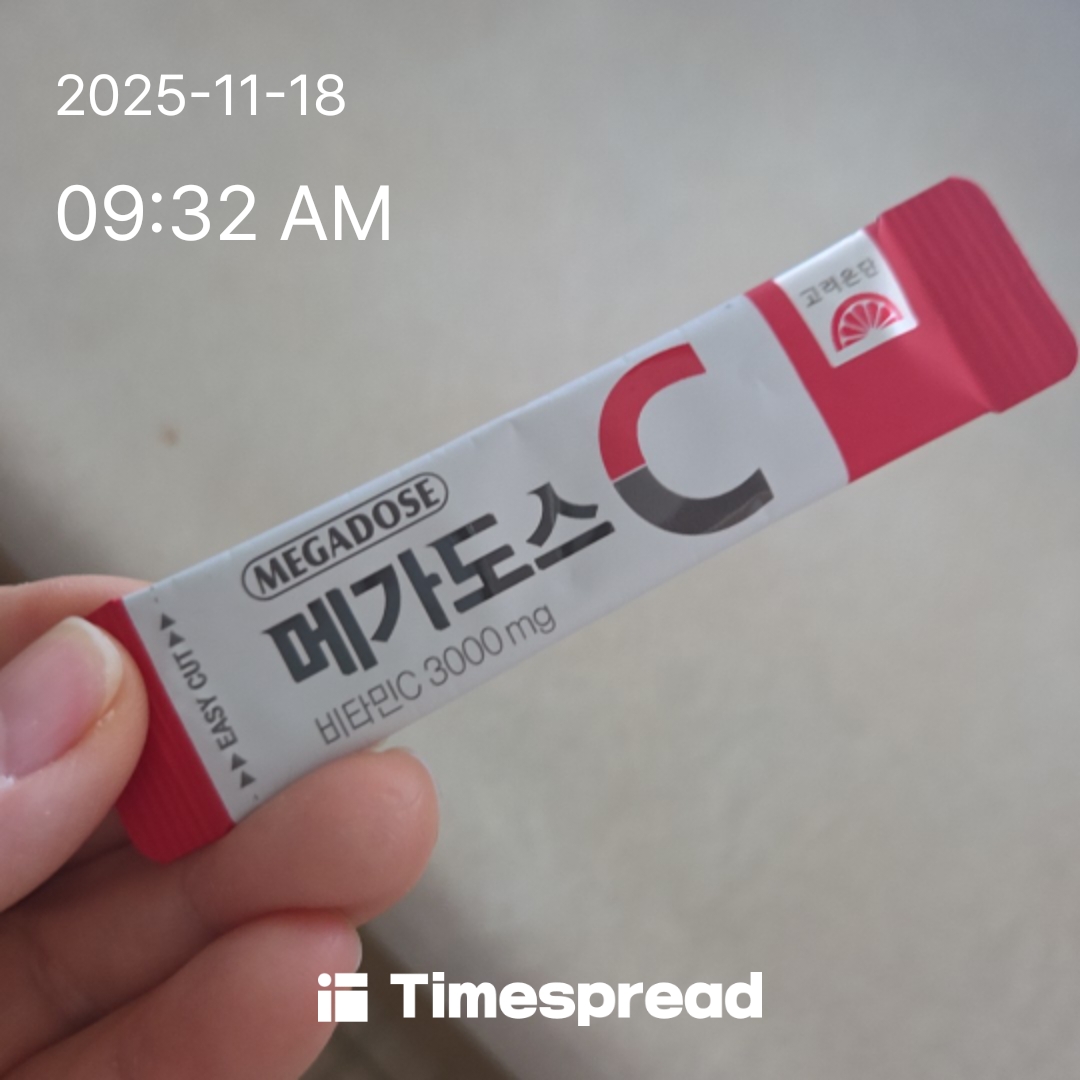 2025-11-18
09:32 AM
고려은단
MEGADOSE
메가도스C
비타민C 3000 mg
EASY CUT
Timespread